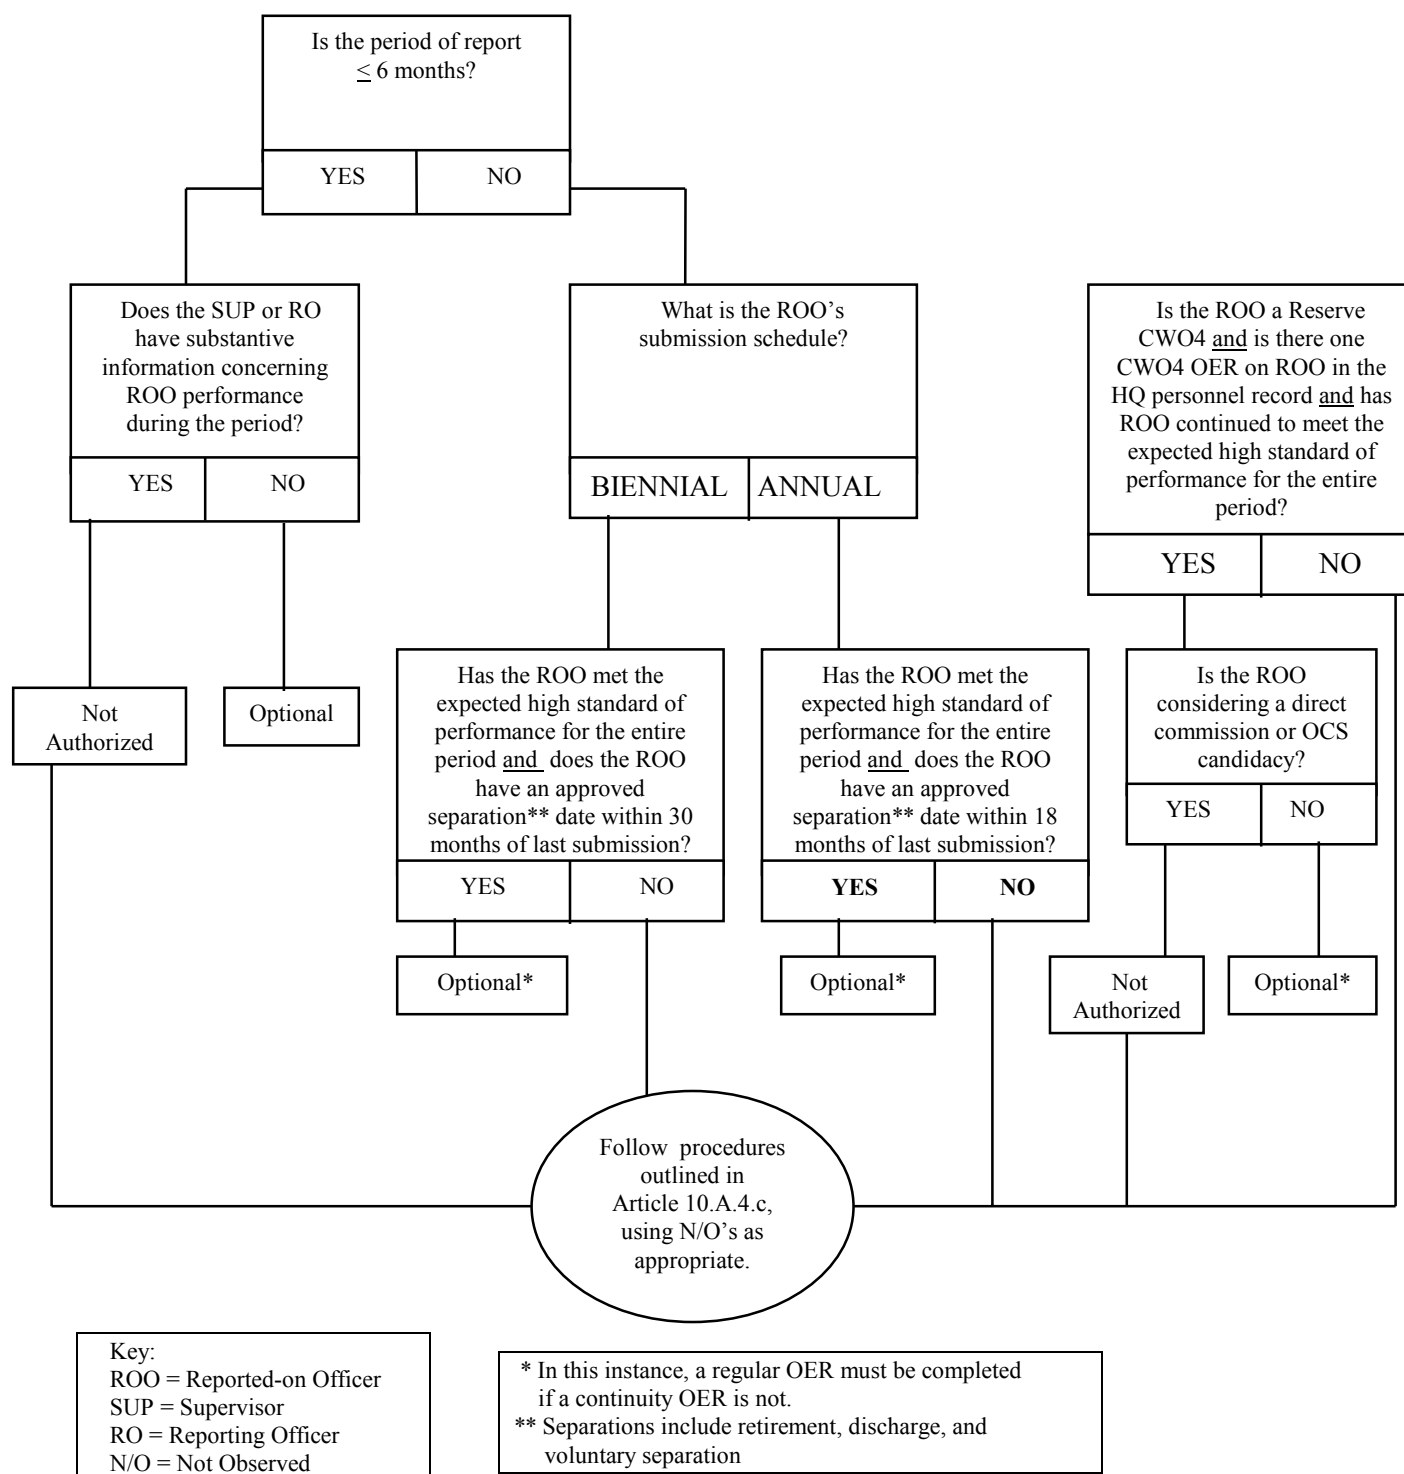 Is the period of report
≤ 6 months?
YES
NO
Does the SUP or RO
have substantive
information concerning
ROO performance
during the period?
YES
NO
Not
Authorized
Optional
What is the ROO’s
submission schedule?
BIENNIAL
ANNUAL
Has the ROO met the
expected high standard of
performance for the entire
period and does the ROO
have an approved
separation** date within 30
months of last submission?
YES
NO
Optional*
Has the ROO met the
expected high standard of
performance for the entire
period and does the ROO
have an approved
separation** date within 18
months of last submission?
YES
NO
Optional*
Is the ROO a Reserve
CWO4 and is there one
CWO4 OER on ROO in the
HQ personnel record and has
ROO continued to meet the
expected high standard of
performance for the entire
period?
YES
NO
Is the ROO
considering a direct
commission or OCS
candidacy?
YES
NO
Not
Authorized
Optional*
Follow procedures
outlined in
Article 10.A.4.c,
using N/O’s as
appropriate.
Key:
ROO = Reported-on Officer
SUP = Supervisor
RO = Reporting Officer
N/O = Not Observed
* In this instance, a regular OER must be completed
if a continuity OER is not.
** Separations include retirement, discharge, and
voluntary separation